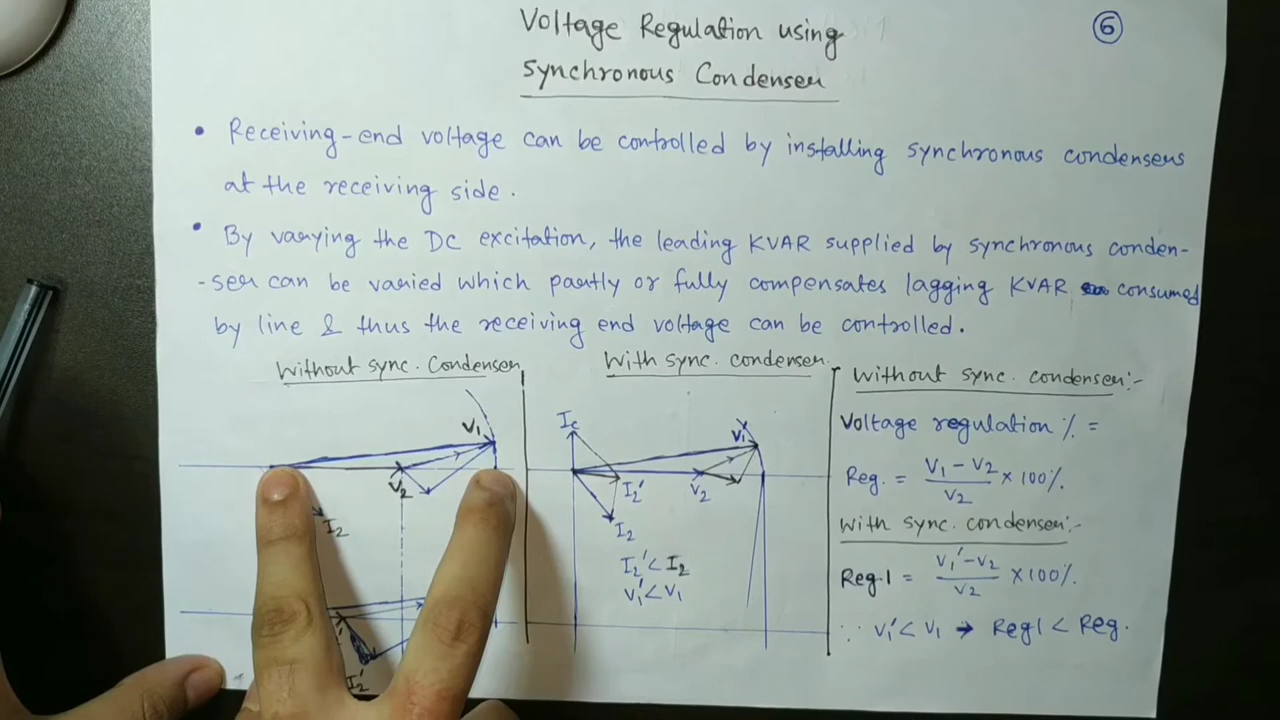 Voltage Regulation using
Synchronous Condenser
6
• Receiving-end voltage can be controlled by installing synchronous condensers
at the receiving side.
• By varying the DC excitation, the leading KVAR supplied by synchronous conden-
-ser can be varied which partly or fully compensates lagging KVAR consumed
by line & thus the receiving end voltage can be controlled.
Without sync. Condenser
V₁
V₂
I₂
I₂'
With sync. condenser.
Ic
V₁'
I₂'
V₂
I₂
I₂' < I₂
V₁' < V₁
Without sync. condenser:-
Voltage regulation % =
Reg. = V₁ - V₂ / V₂ × 100%.
With sync. condenser:-
Reg1 = V₁' - V₂ / V₂ × 100%.
∵ V₁' < V₁ → Reg1 < Reg.